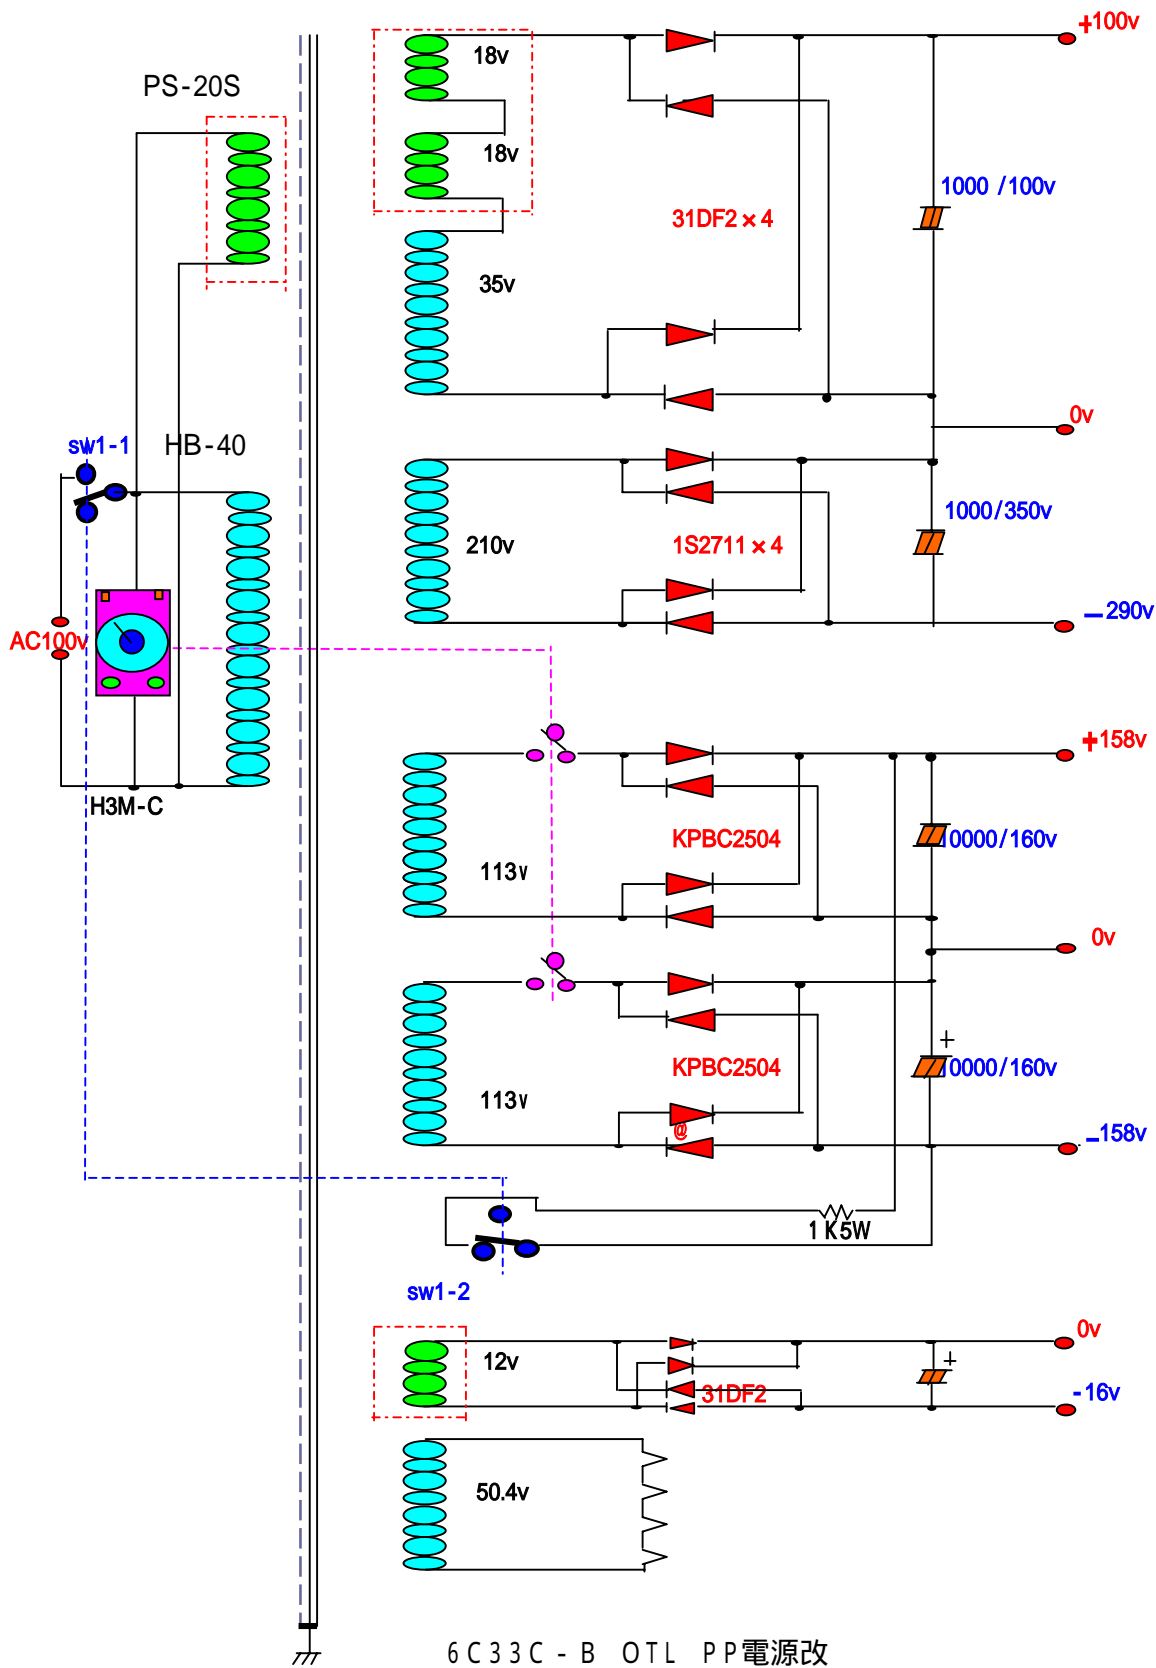 +100v
18v
PS-20S
18v
1000 /100v
31DF2×4
35v
0v
sw1-1
HB-40
1000/350v
210v
1S2711×4
−290v
AC100v
+158v
H3M-C
KPBC2504
10000/160v
113v
0v
+
KPBC2504
10000/160v
113v
@
−158v
1K5W
sw1-2
0v
12v
+
31DF2
-16v
50.4v
6C33C-B OTL PP電源改